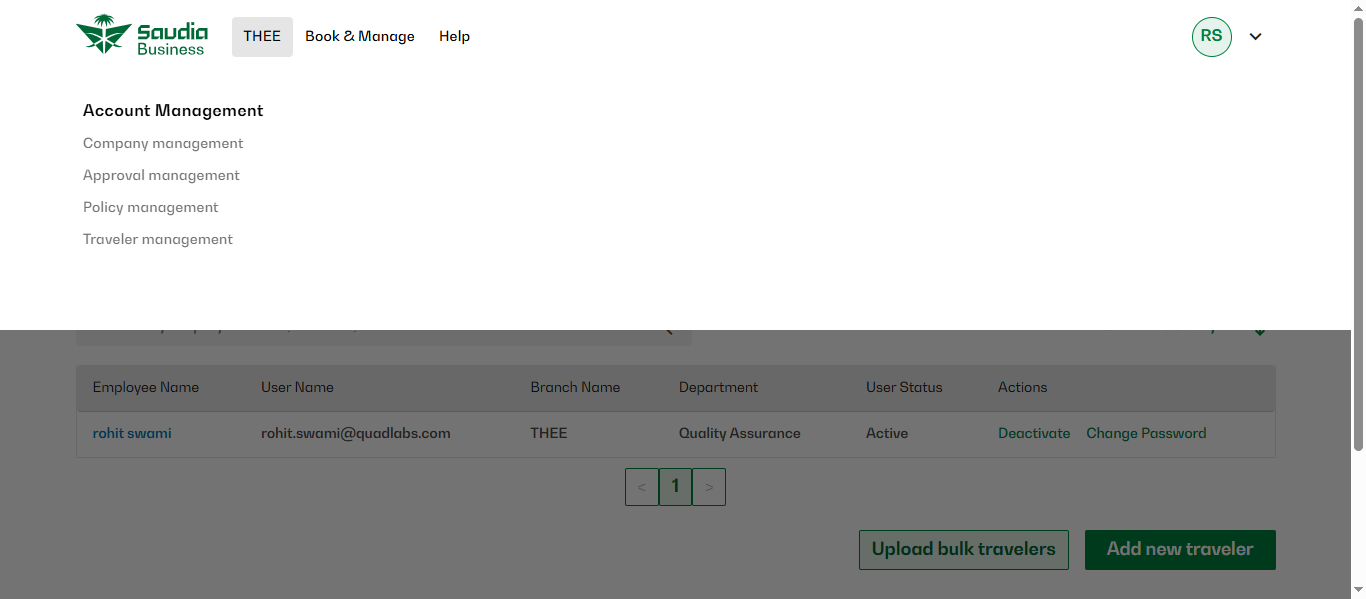 Saudia
Business
THEE
Book & Manage
Help
RS
Account Management
Company management
Approval management
Policy management
Traveler management
Employee Name User Name Branch Name Department User Status Actions
rohit swami rohit.swami@quadlabs.com THEE Quality Assurance Active Deactivate Change Password
< 1 >
Upload bulk travelers
Add new traveler